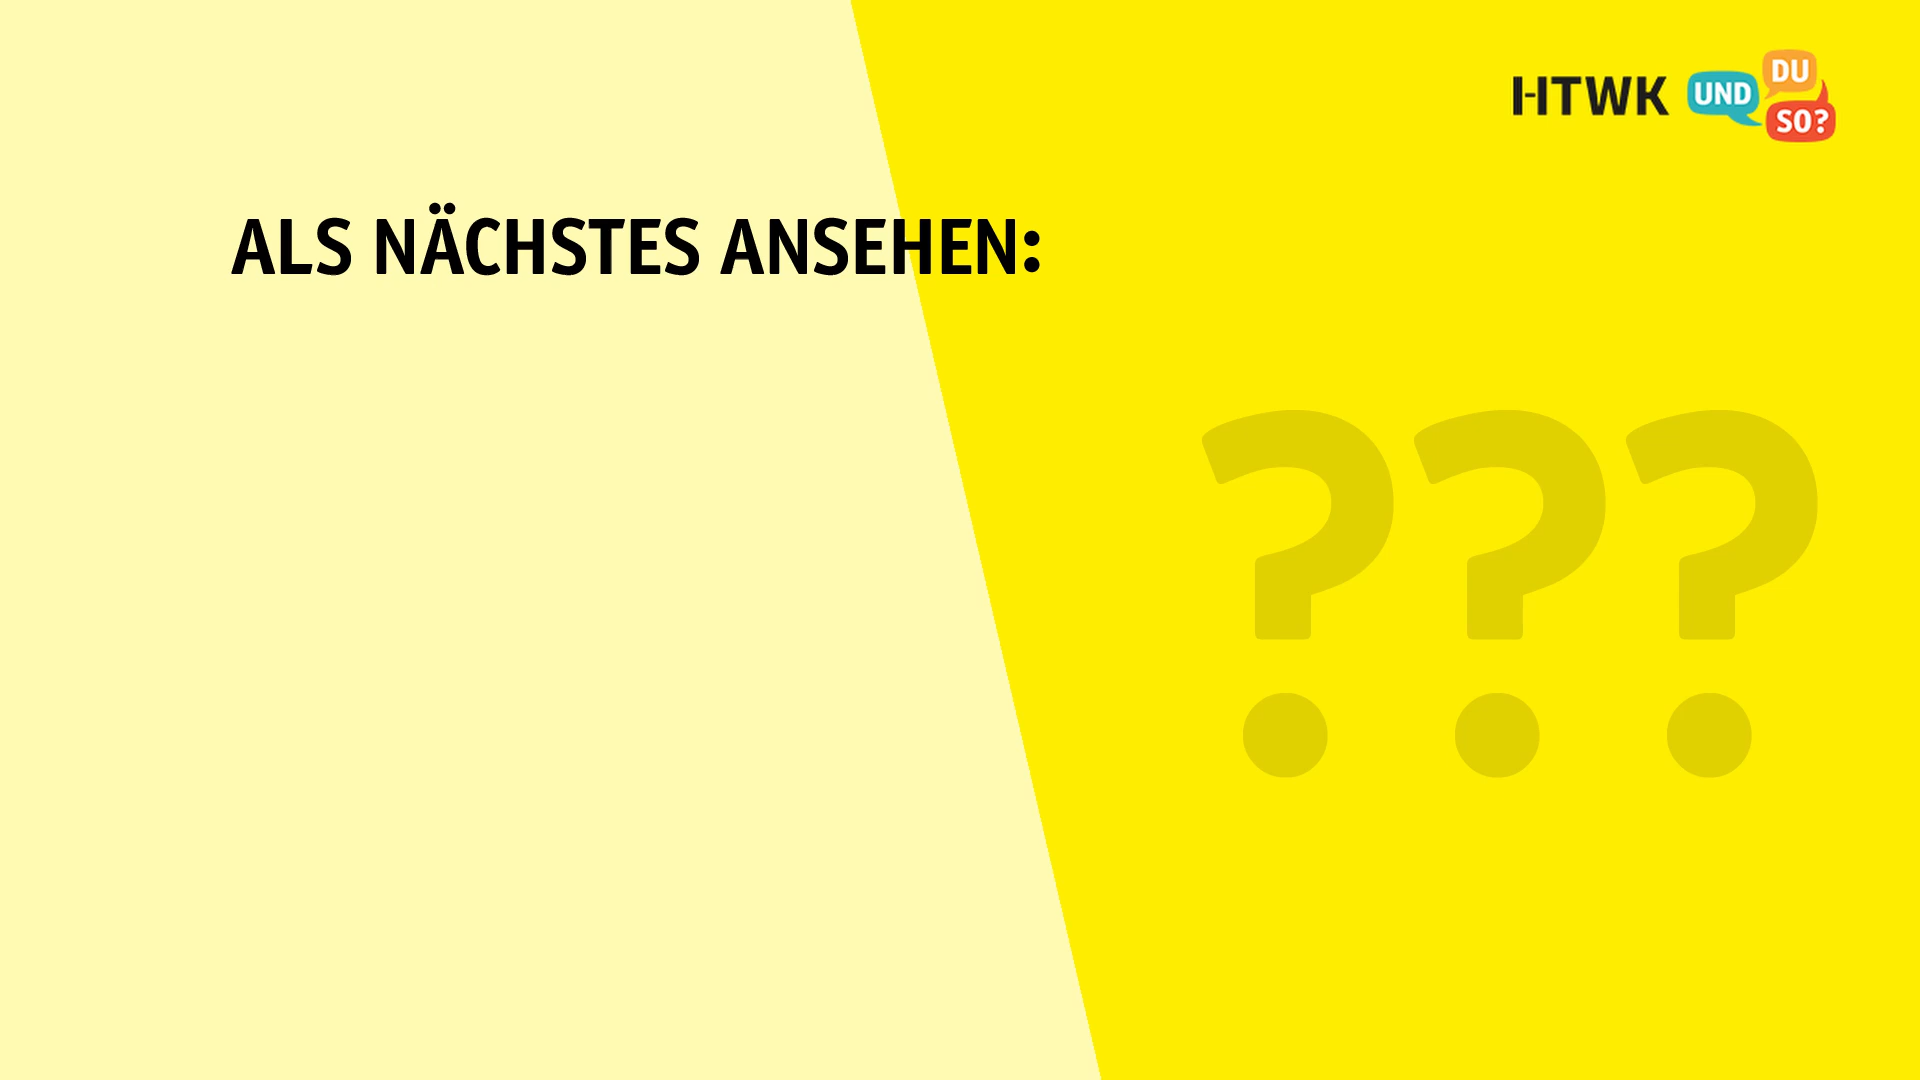 HTWK UND DU SO?
ALS NÄCHSTES ANSEHEN:
???